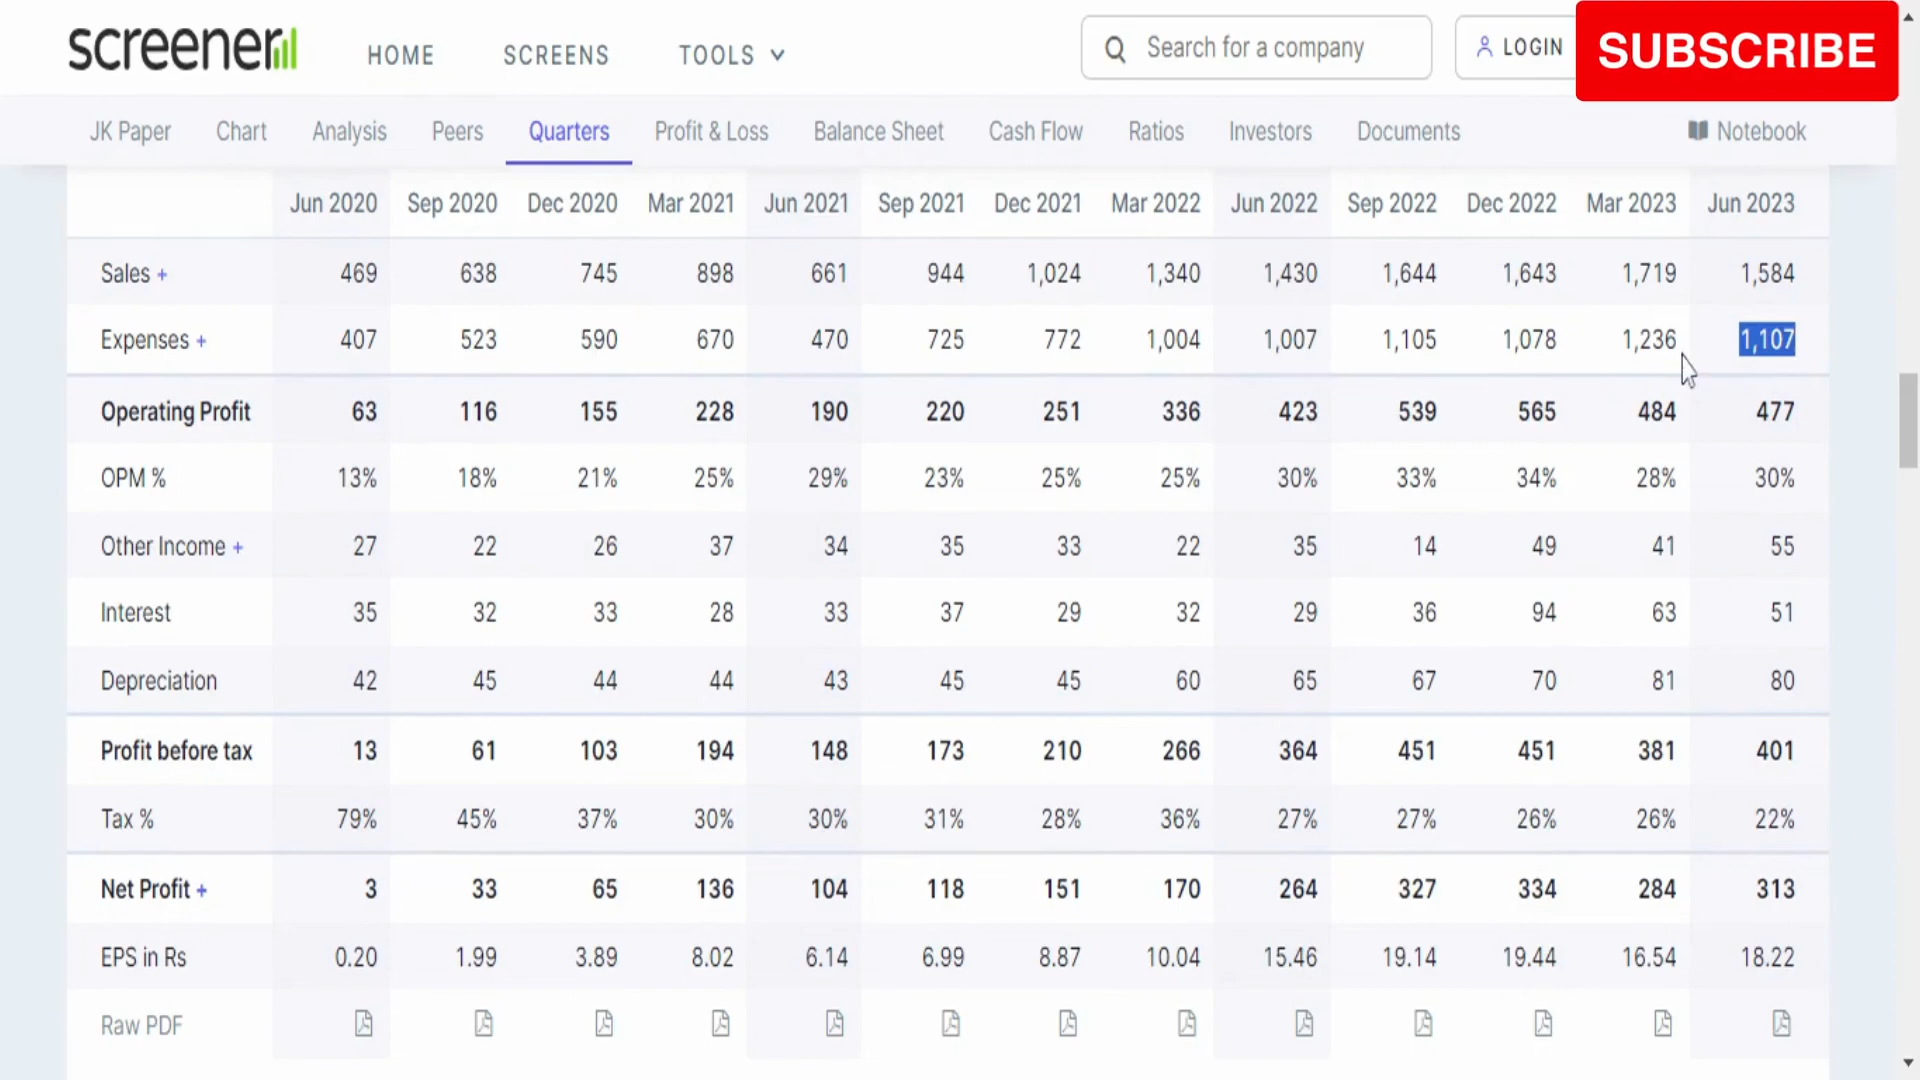 screener
HOME SCREENS TOOLS
Search for a company
LOGIN
SUBSCRIBE
JK Paper Chart Analysis Peers Quarters Profit & Loss Balance Sheet Cash Flow Ratios Investors Documents Notebook
Jun 2020 Sep 2020 Dec 2020 Mar 2021 Jun 2021 Sep 2021 Dec 2021 Mar 2022 Jun 2022 Sep 2022 Dec 2022 Mar 2023 Jun 2023
Sales + 469 638 745 898 661 944 1,024 1,340 1,430 1,644 1,643 1,719 1,584
Expenses + 407 523 590 670 470 725 772 1,004 1,007 1,105 1,078 1,236 1,107
Operating Profit 63 116 155 228 190 220 251 336 423 539 565 484 477
OPM % 13% 18% 21% 25% 29% 23% 25% 25% 30% 33% 34% 28% 30%
Other Income + 27 22 26 37 34 35 33 22 35 14 49 41 55
Interest 35 32 33 28 33 37 29 32 29 36 94 63 51
Depreciation 42 45 44 44 43 45 45 60 65 67 70 81 80
Profit before tax 13 61 103 194 148 173 210 266 364 451 451 381 401
Tax % 79% 45% 37% 30% 30% 31% 28% 36% 27% 27% 26% 26% 22%
Net Profit + 3 33 65 136 104 118 151 170 264 327 334 284 313
EPS in Rs 0.20 1.99 3.89 8.02 6.14 6.99 8.87 10.04 15.46 19.14 19.44 16.54 18.22
Raw PDF